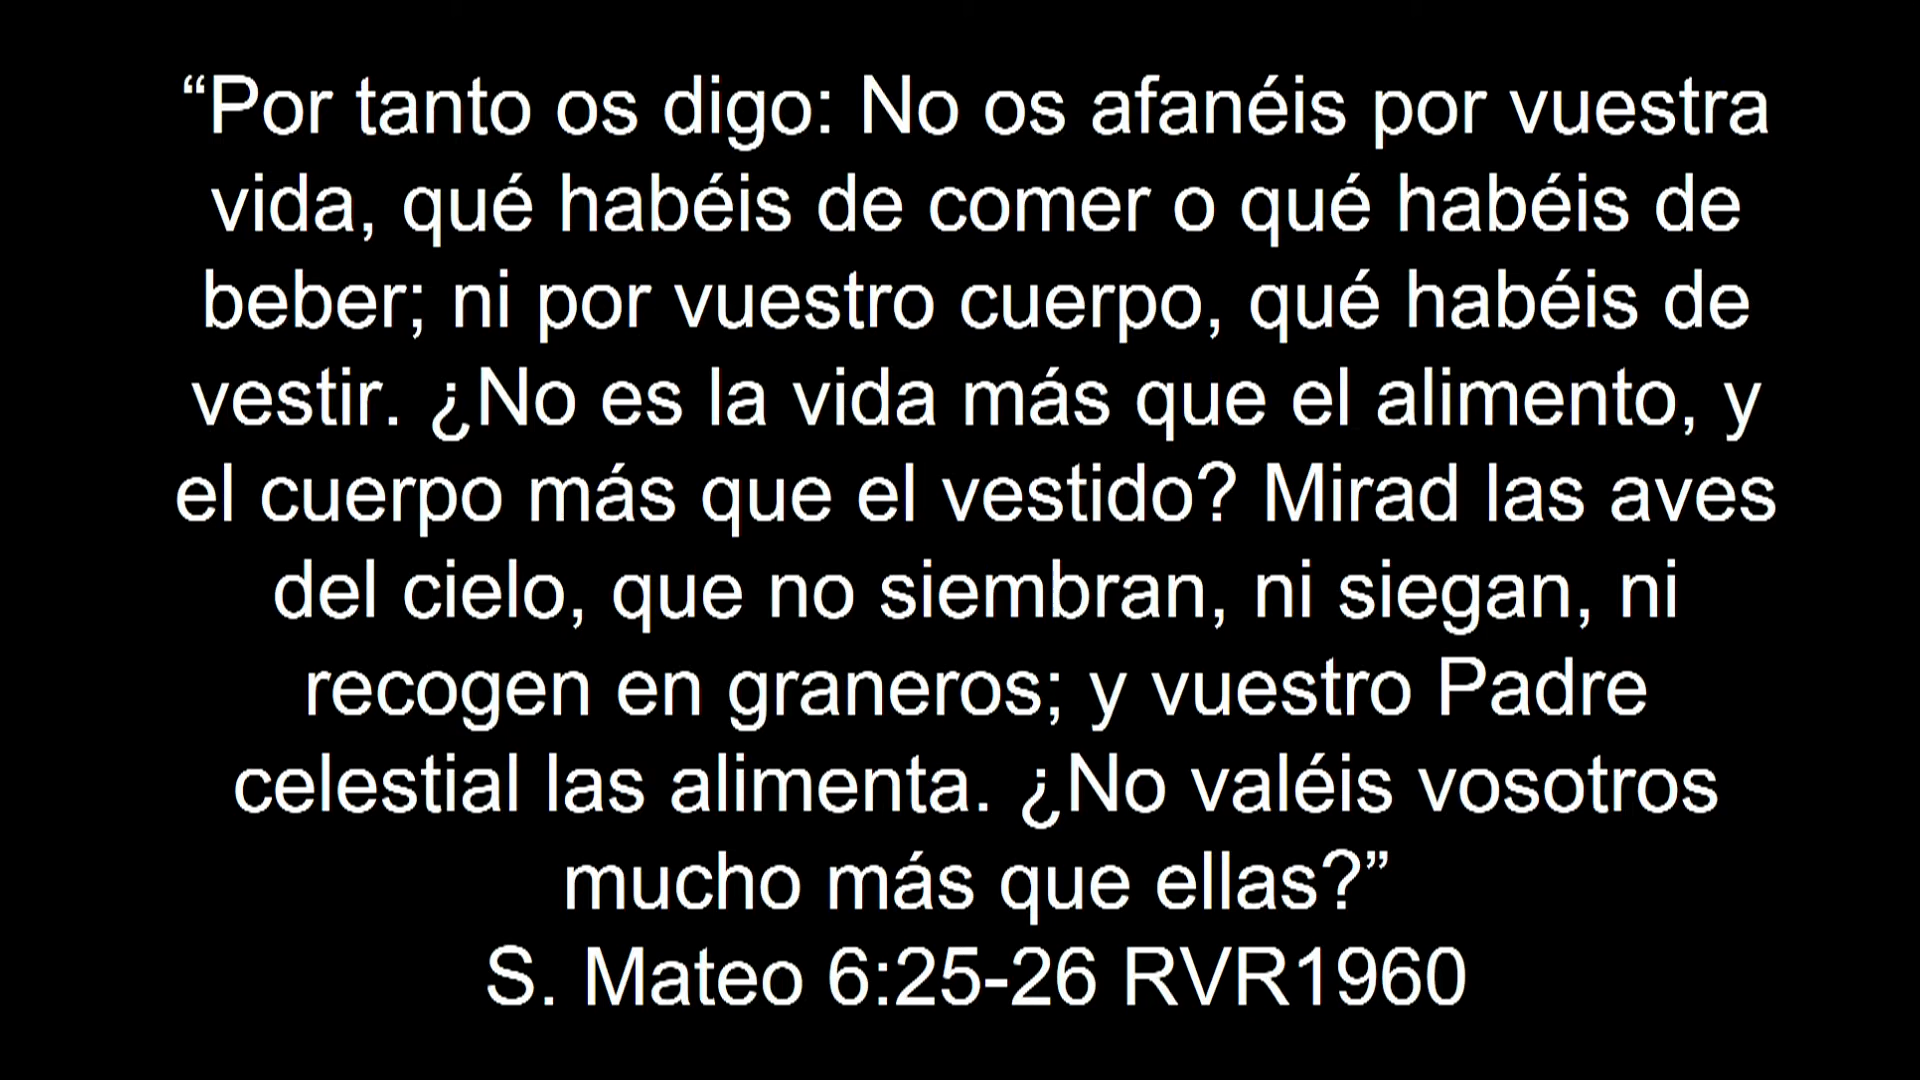 “Por tanto os digo: No os afanéis por vuestra
vida, qué habéis de comer o qué habéis de
beber; ni por vuestro cuerpo, qué habéis de
vestir. ¿No es la vida más que el alimento, y
el cuerpo más que el vestido? Mirad las aves
del cielo, que no siembran, ni siegan, ni
recogen en graneros; y vuestro Padre
celestial las alimenta. ¿No valéis vosotros
mucho más que ellas?”
S. Mateo 6:25-26 RVR1960